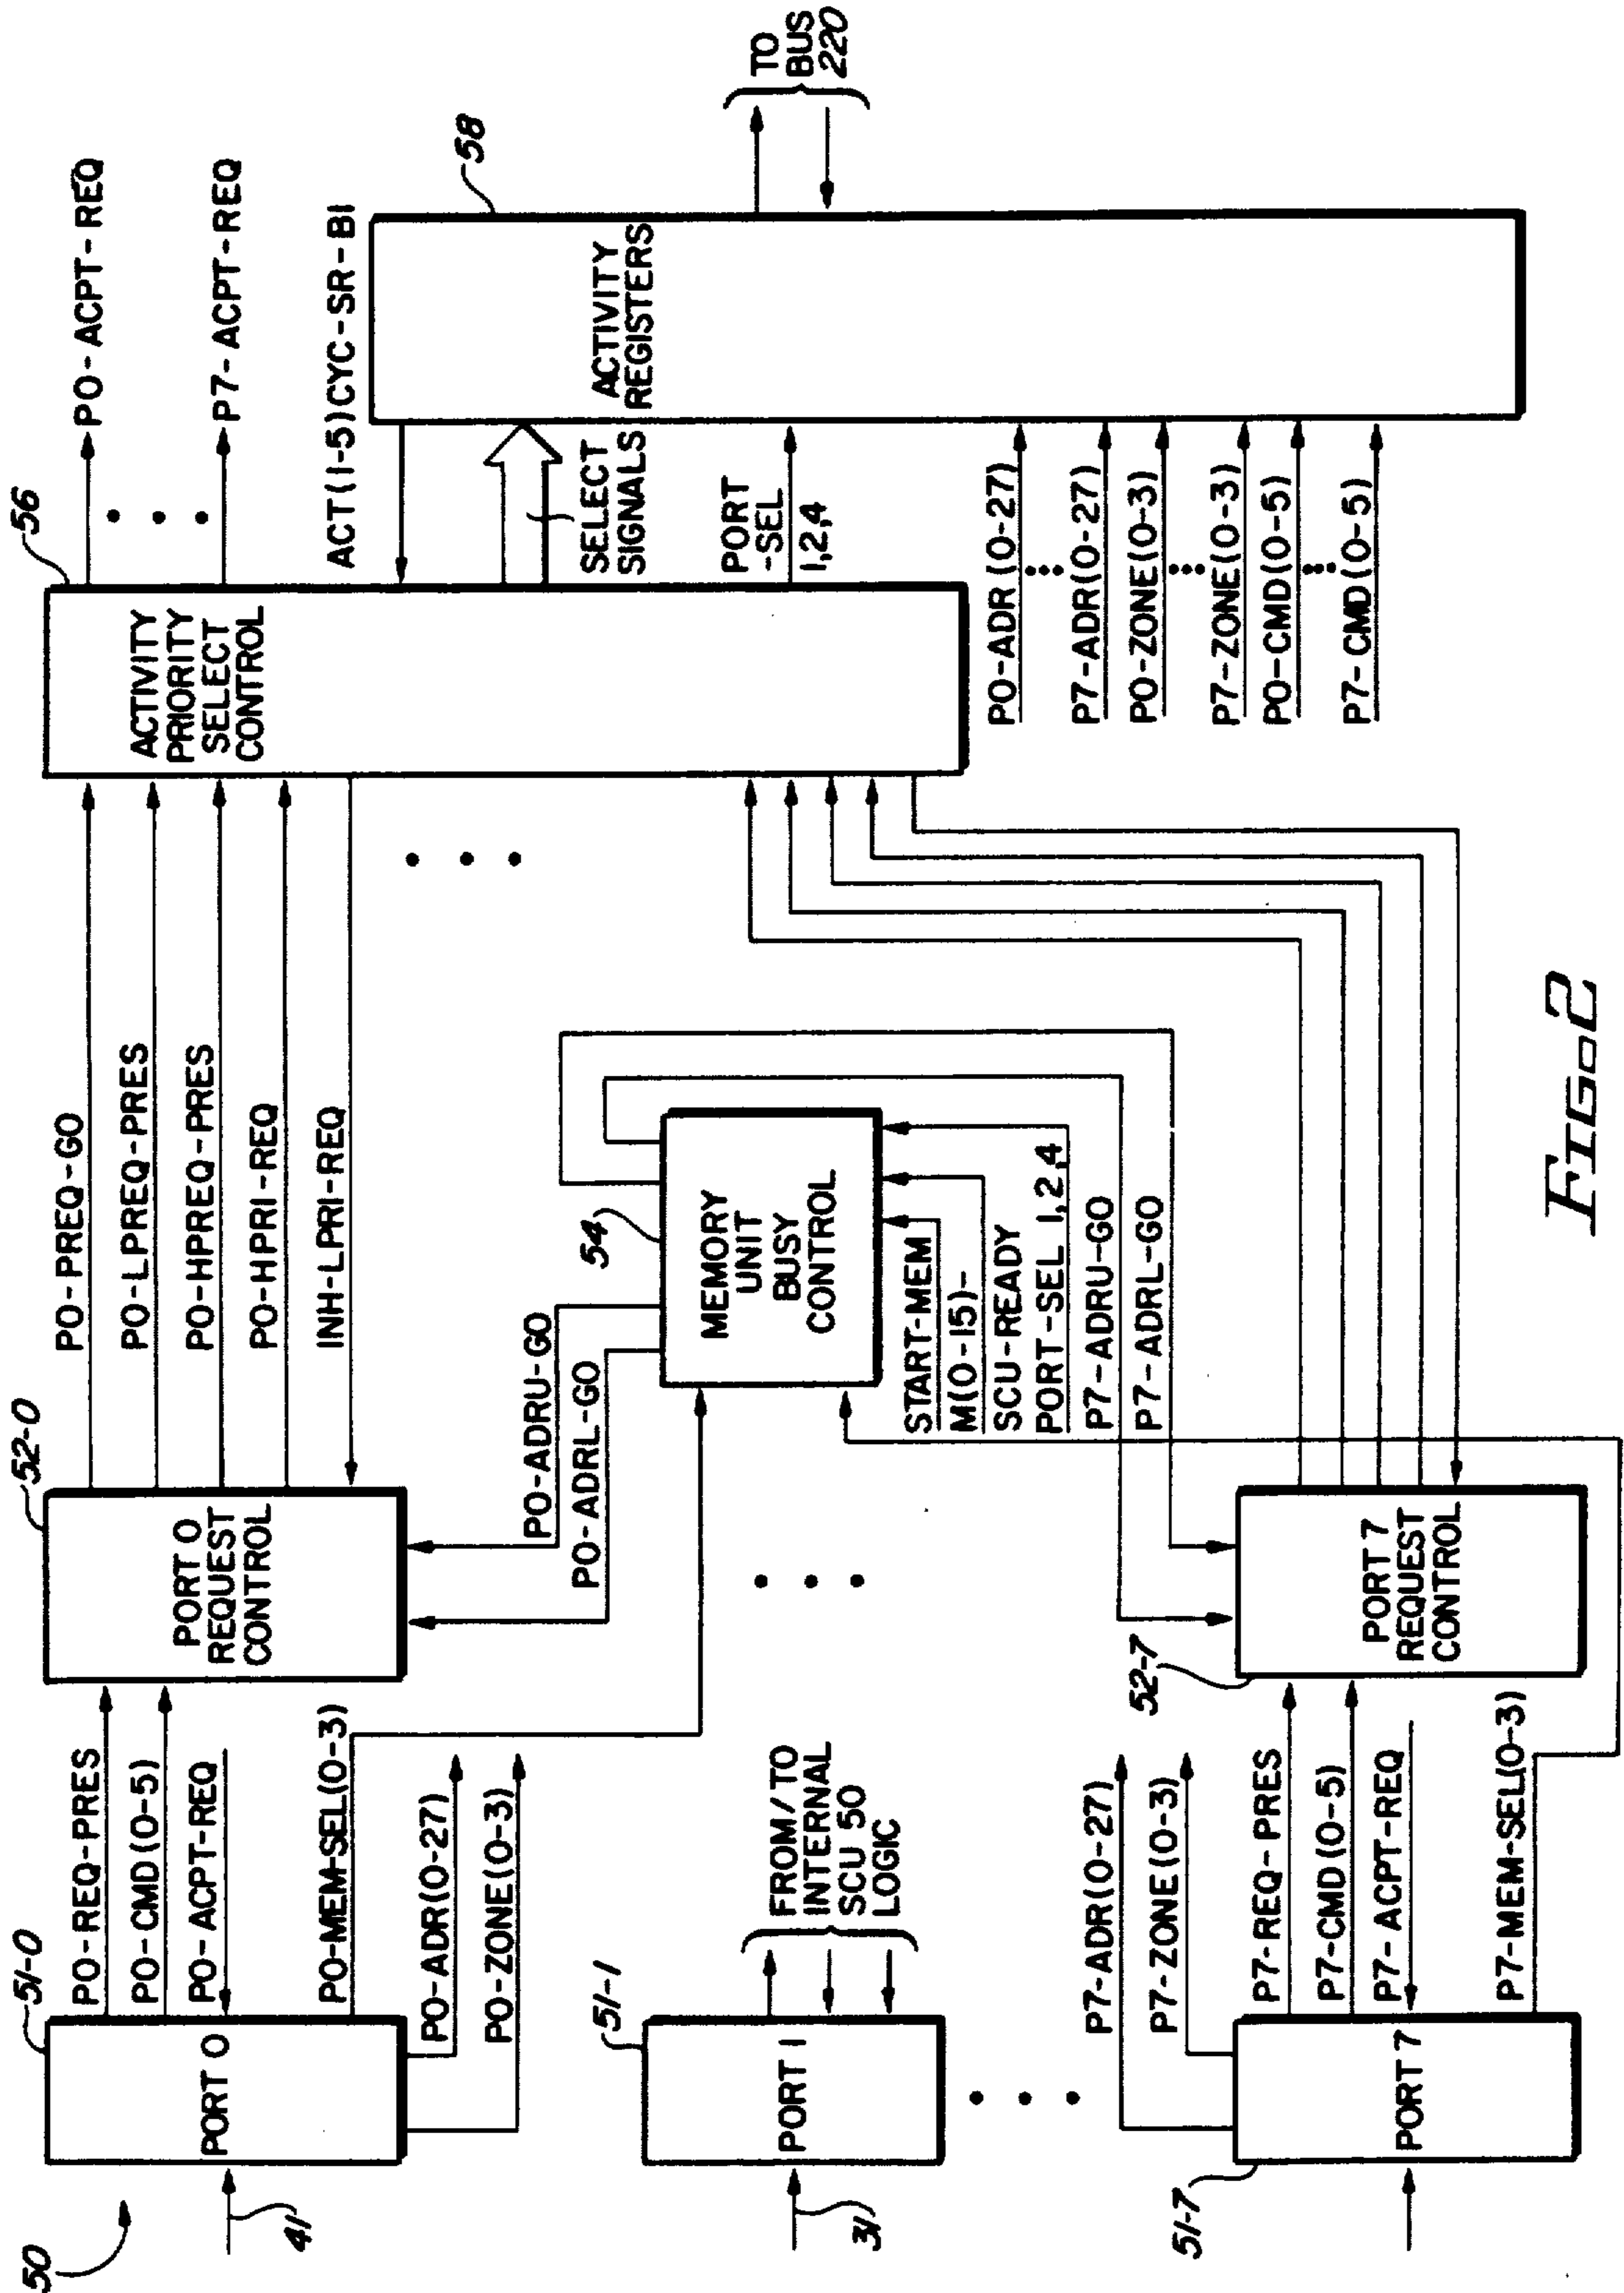 50
41
51-0
PORT 0
P0-REQ-PRES
P0-CMD(0-5)
P0-ACPT-REQ
P0-MEM-SEL(0-3)
P0-ADR(0-27)
P0-ZONE(0-3)
52-0
PORT 0
REQUEST
CONTROL
P0-PREQ-GO
P0-LPREQ-PRES
P0-HPREQ-PRES
P0-HPRI-REQ
INH-LPRI-REQ
P0-ADRU-GO
P0-ADRL-GO
56
ACTIVITY
PRIORITY
SELECT
CONTROL
P0-ACPT-REQ
P7-ACPT-REQ
ACT(1-5)CYC-SR-BI
SELECT
SIGNALS
PORT
-SEL
1,2,4
58
ACTIVITY
REGISTERS
TO
BUS
220
P0-ADR(0-27)
P7-ADR(0-27)
P0-ZONE(0-3)
P7-ZONE(0-3)
P0-CMD(0-5)
P7-CMD(0-5)
31
51-1
PORT 1
FROM/TO
INTERNAL
SCU 50
LOGIC
54
MEMORY
UNIT
BUSY
CONTROL
START-MEM
M(0-15)-
SCU-READY
PORT-SEL 1,2,4
P7-ADRU-GO
P7-ADRL-GO
51-7
PORT 7
P7-ADR(0-27)
P7-ZONE(0-3)
P7-REQ-PRES
P7-CMD(0-5)
P7-ACPT-REQ
P7-MEM-SEL(0-3)
52-7
PORT 7
REQUEST
CONTROL
FIG. 2